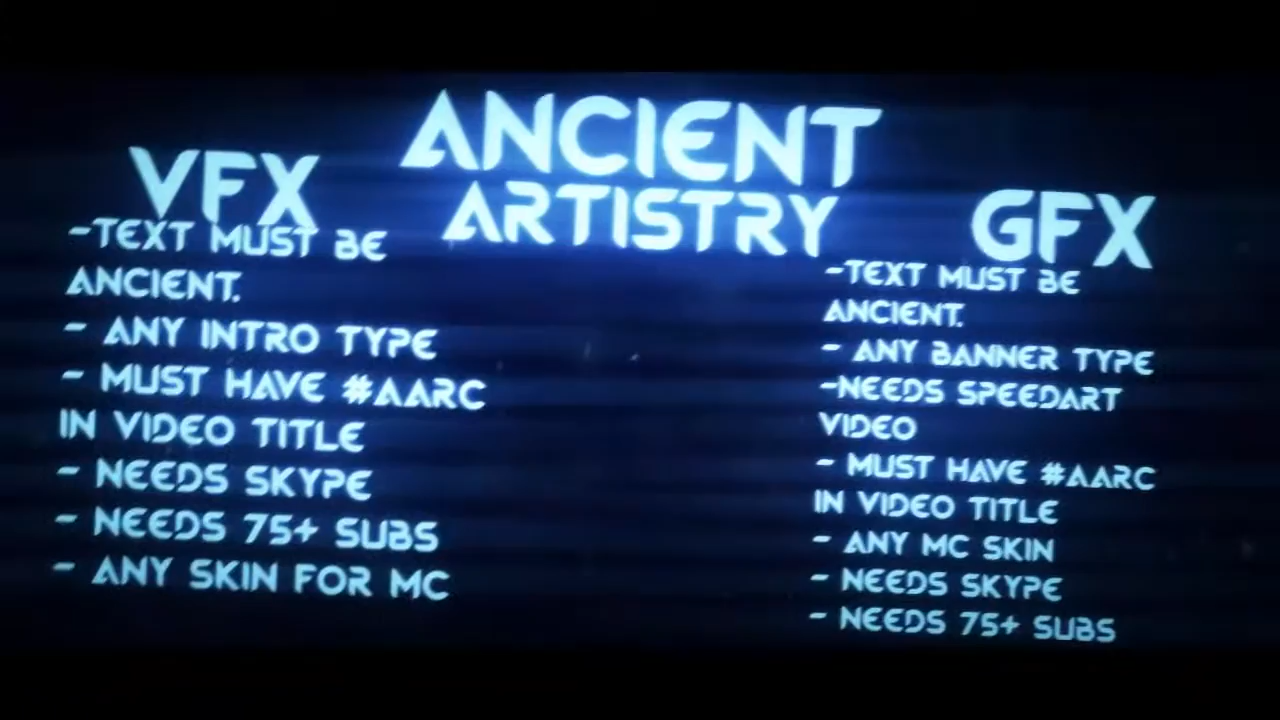 ANCIENT
ARTISTRY
VFX
-TEXT MUST BE
ANCIENT.
- ANY INTRO TYPE
- MUST HAVE #AARC
IN VIDEO TITLE
- NEEDS SKYPE
- NEEDS 75+ SUBS
- ANY SKIN FOR MC
GFX
-TEXT MUST BE
ANCIENT.
- ANY BANNER TYPE
-NEEDS SPEEDART
VIDEO
- MUST HAVE #AARC
IN VIDEO TITLE
- ANY MC SKIN
- NEEDS SKYPE
- NEEDS 75+ SUBS